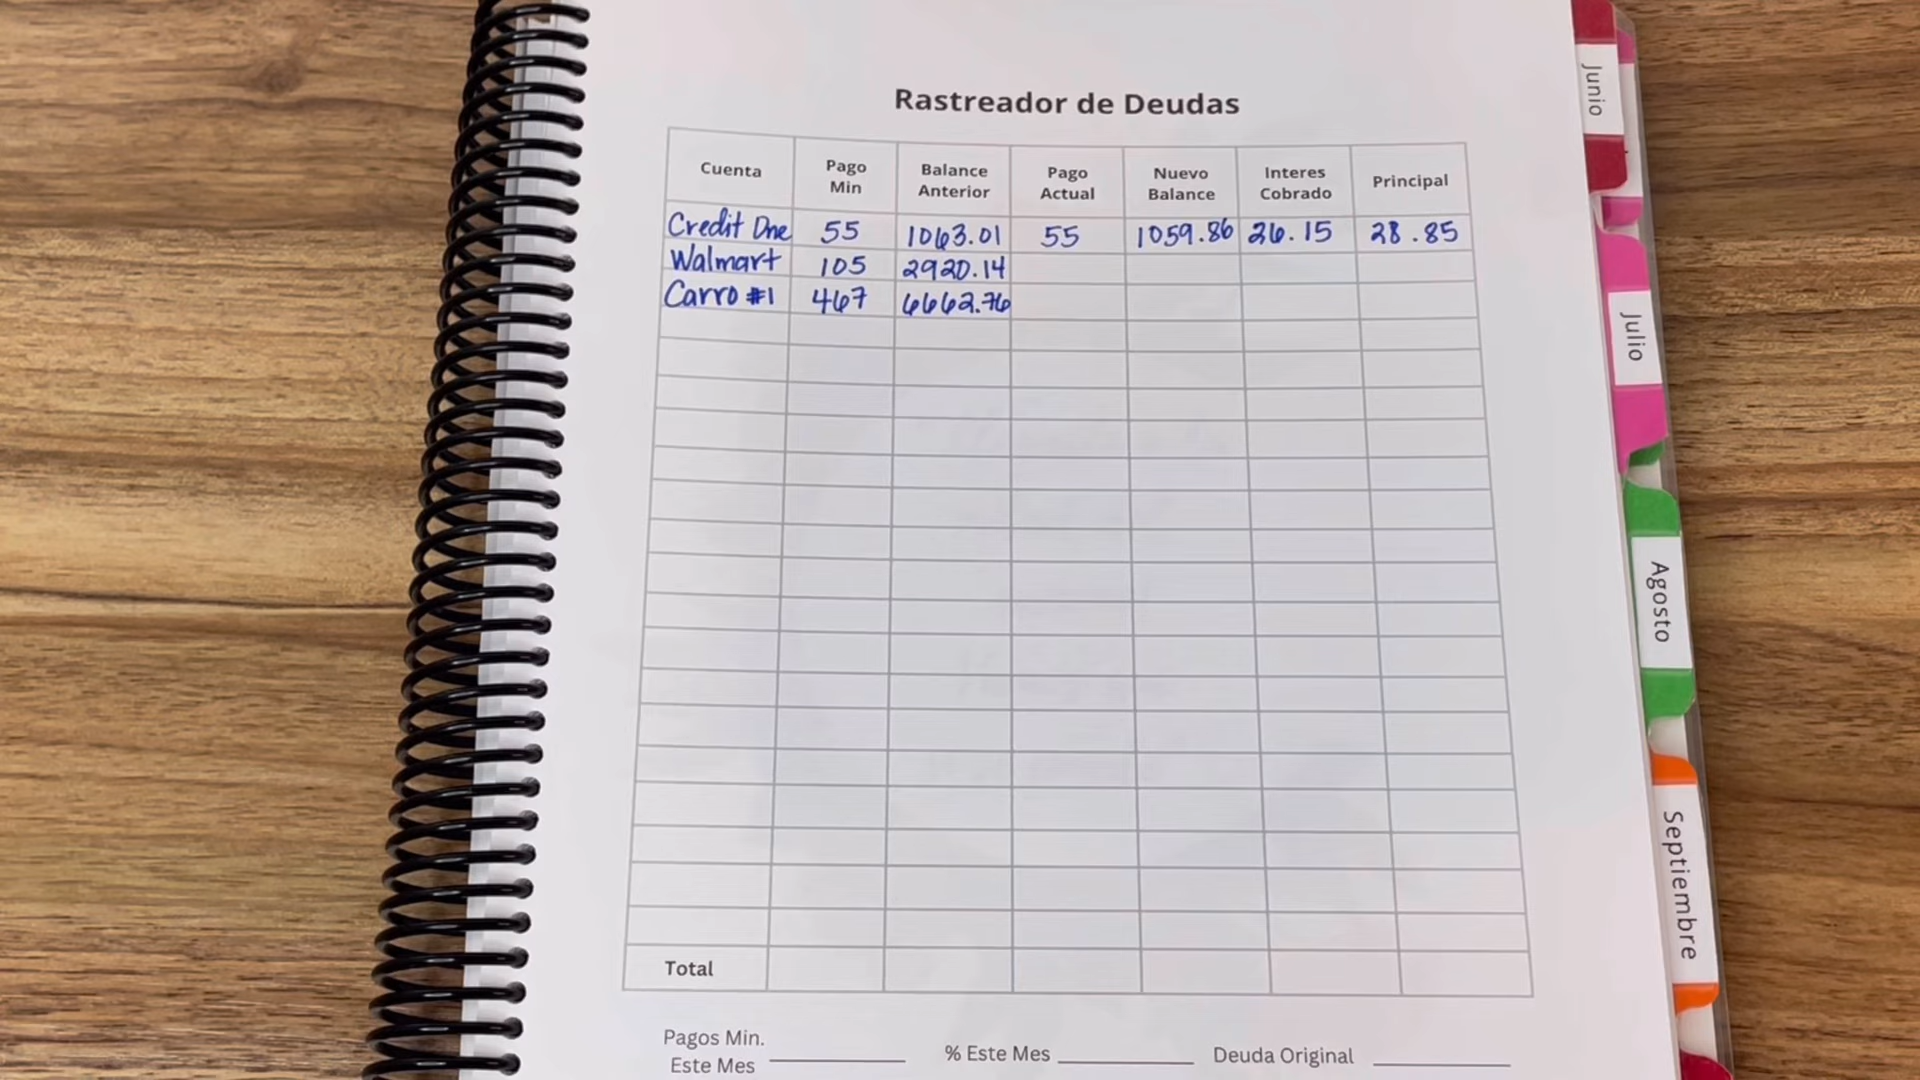 Rastreador de Deudas
Cuenta Pago Min Balance Anterior Pago Actual Nuevo Balance Interes Cobrado Principal
Credit One 55 1063.01 55 1059.86 26.15 28.85
Walmart 105 2920.14
Carro #1 467 6662.76
Total
Pagos Min. Este Mes % Este Mes Deuda Original
Junio
Julio
Agosto
Septiembre